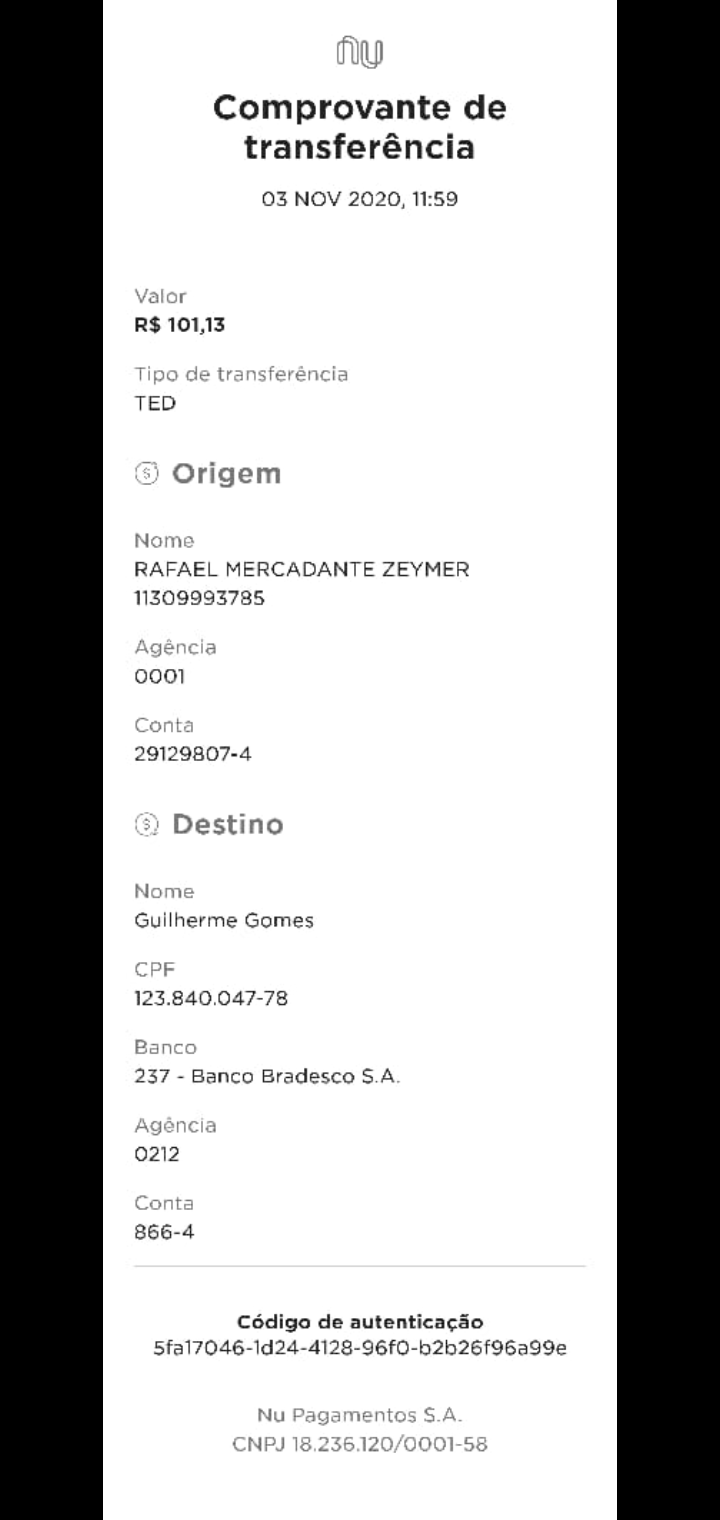 nu
Comprovante de
transferência
03 NOV 2020, 11:59
Valor
R$ 101,13
Tipo de transferência
TED
Origem
Nome
RAFAEL MERCADANTE ZEYMER
11309993785
Agência
0001
Conta
29129807-4
Destino
Nome
Guilherme Gomes
CPF
123.840.047-78
Banco
237 - Banco Bradesco S.A.
Agência
0212
Conta
866-4
Código de autenticação
5fa17046-1d24-4128-96f0-b2b26f96a99e
Nu Pagamentos S.A.
CNPJ 18.236.120/0001-58